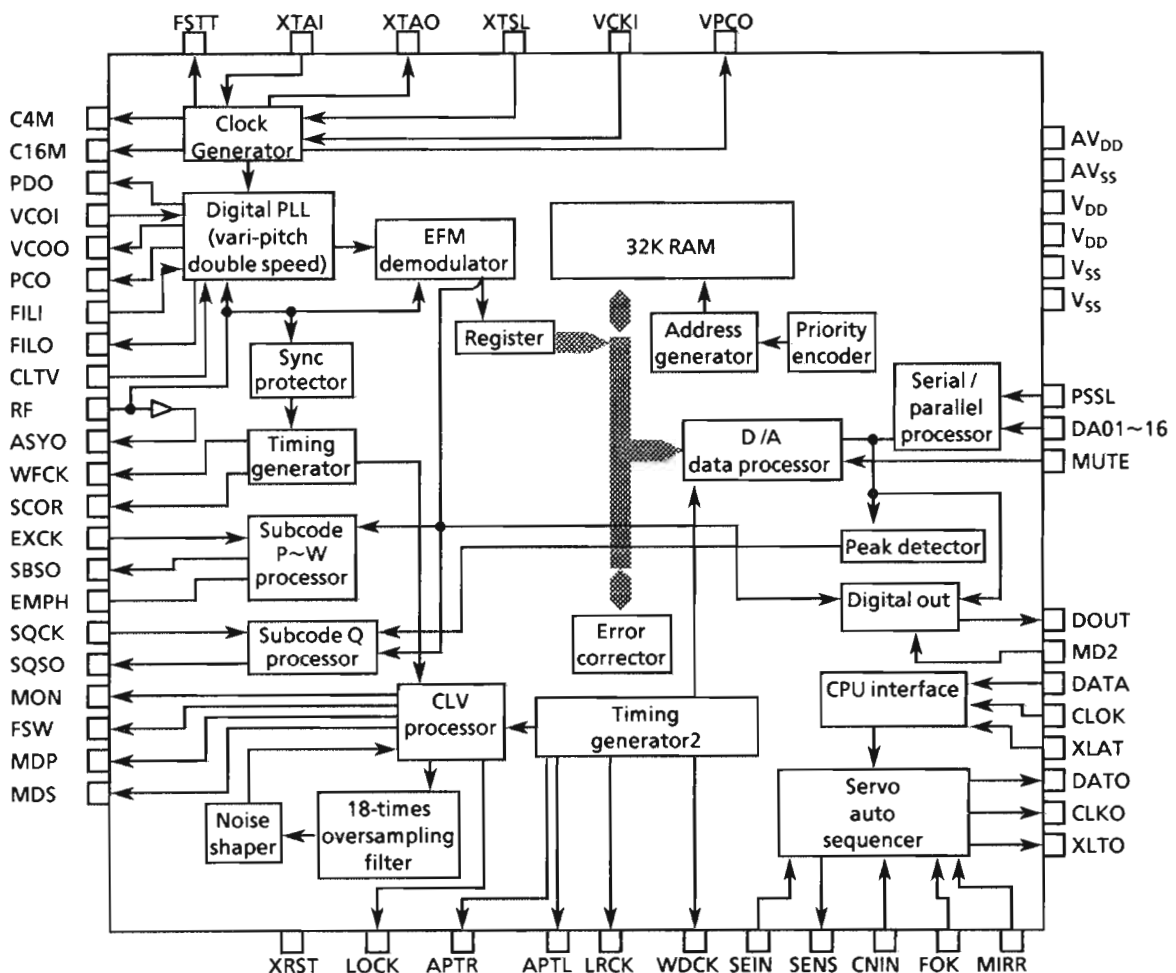 FSTT XTAI XTAO XTSL VCKI VPCO
C4M
C16M
PDO
VCOI
VCOO
PCO
FILI
FILO
CLTV
RF
ASYO
WFCK
SCOR
EXCK
SBSO
EMPH
SQCK
SQSO
MON
FSW
MDP
MDS
Clock
Generator
Digital PLL
(vari-pitch
double speed)
EFM
demodulator
Register
Sync
protector
Timing
generator
Subcode
P~W
processor
Subcode Q
processor
CLV
processor
Noise
shaper
18-times
oversampling
filter
32K RAM
Address
generator
Priority
encoder
Serial /
parallel
processor
D /A
data processor
Peak detector
Digital out
Error
corrector
Timing
generator2
CPU interface
Servo
auto
sequencer
AVDD
AVSS
VDD
VDD
VSS
VSS
PSSL
DA01~16
MUTE
DOUT
MD2
DATA
CLOK
XLAT
DATO
CLKO
XLTO
XRST LOCK APTR APTL LRCK WDCK SEIN SENS CNIN FOK MIRR